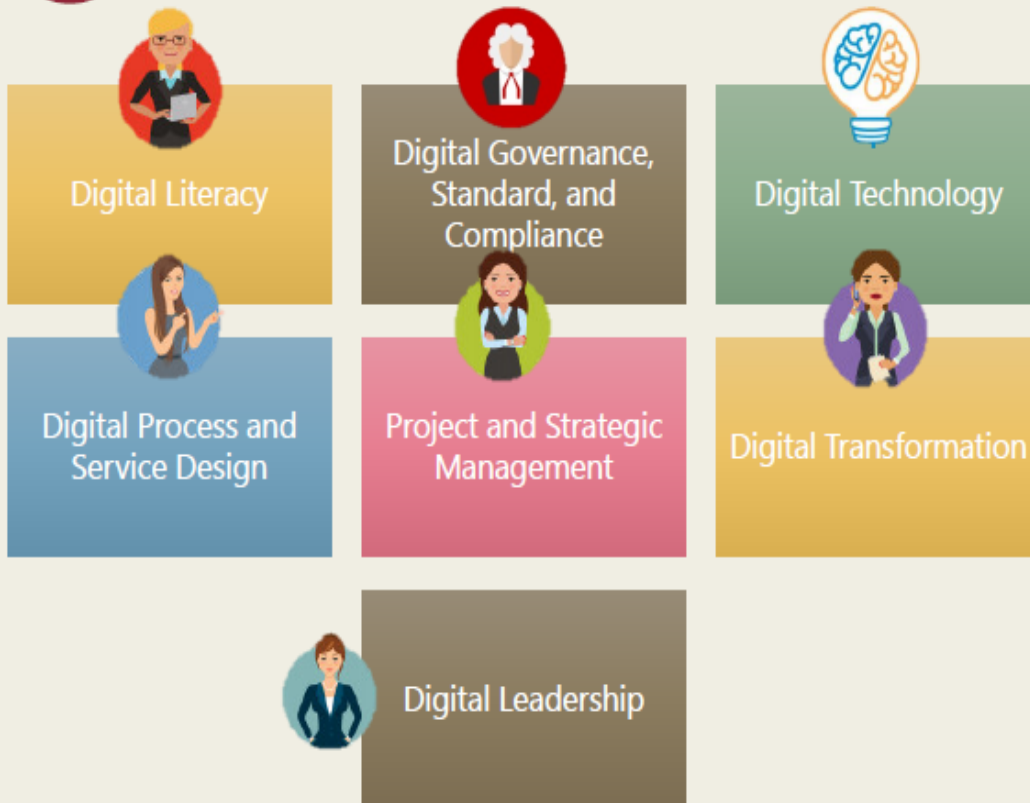 Digital Literacy
Digital Governance,
Standard, and
Compliance
Digital Technology
Digital Process and
Service Design
Project and Strategic
Management
Digital Transformation
Digital Leadership